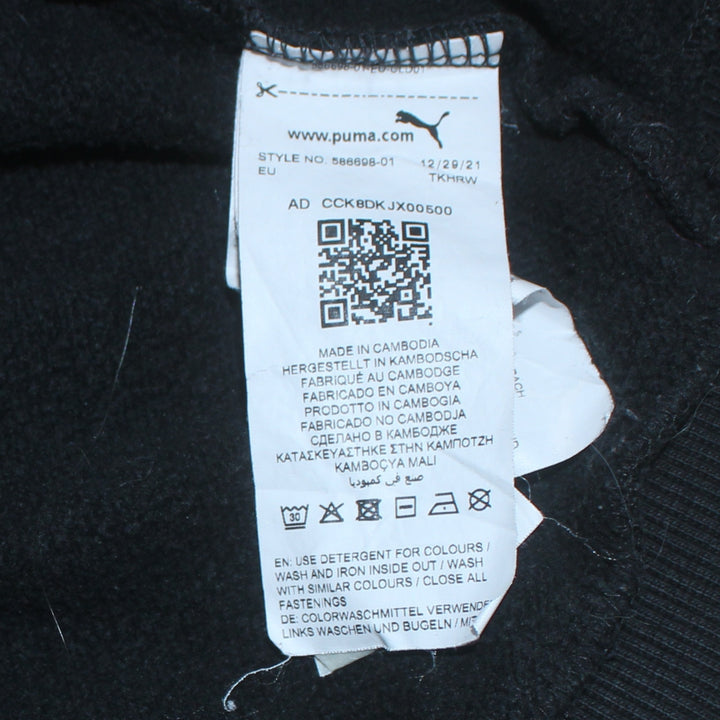 www.puma.com
STYLE NO. 586698-01 12/29/21
EU TKHRW
AD CCK8DKJX00500
MADE IN CAMBODIA
HERGESTELLT IN KAMBODSCHA
FABRIQUÉ AU CAMBODGE
FABRICADO EN CAMBOYA
PRODOTTO IN CAMBOGIA
FABRICADO NO CAMBODJA
СДЕЛАНО В КАМБОДЖЕ
ΚΑΤΑΣΚΕΥΑΣΤΗΚΕ ΣΤΗΝ ΚΑΜΠΟΤΖΗ
KAMBOÇYA MALI
صنع في كمبوديا
30
EN: USE DETERGENT FOR COLOURS /
WASH AND IRON INSIDE OUT / WASH
WITH SIMILAR COLOURS / CLOSE ALL
FASTENINGS
DE: COLORWASCHMITTEL VERWENDE
LINKS WASCHEN UND BÜGELN /